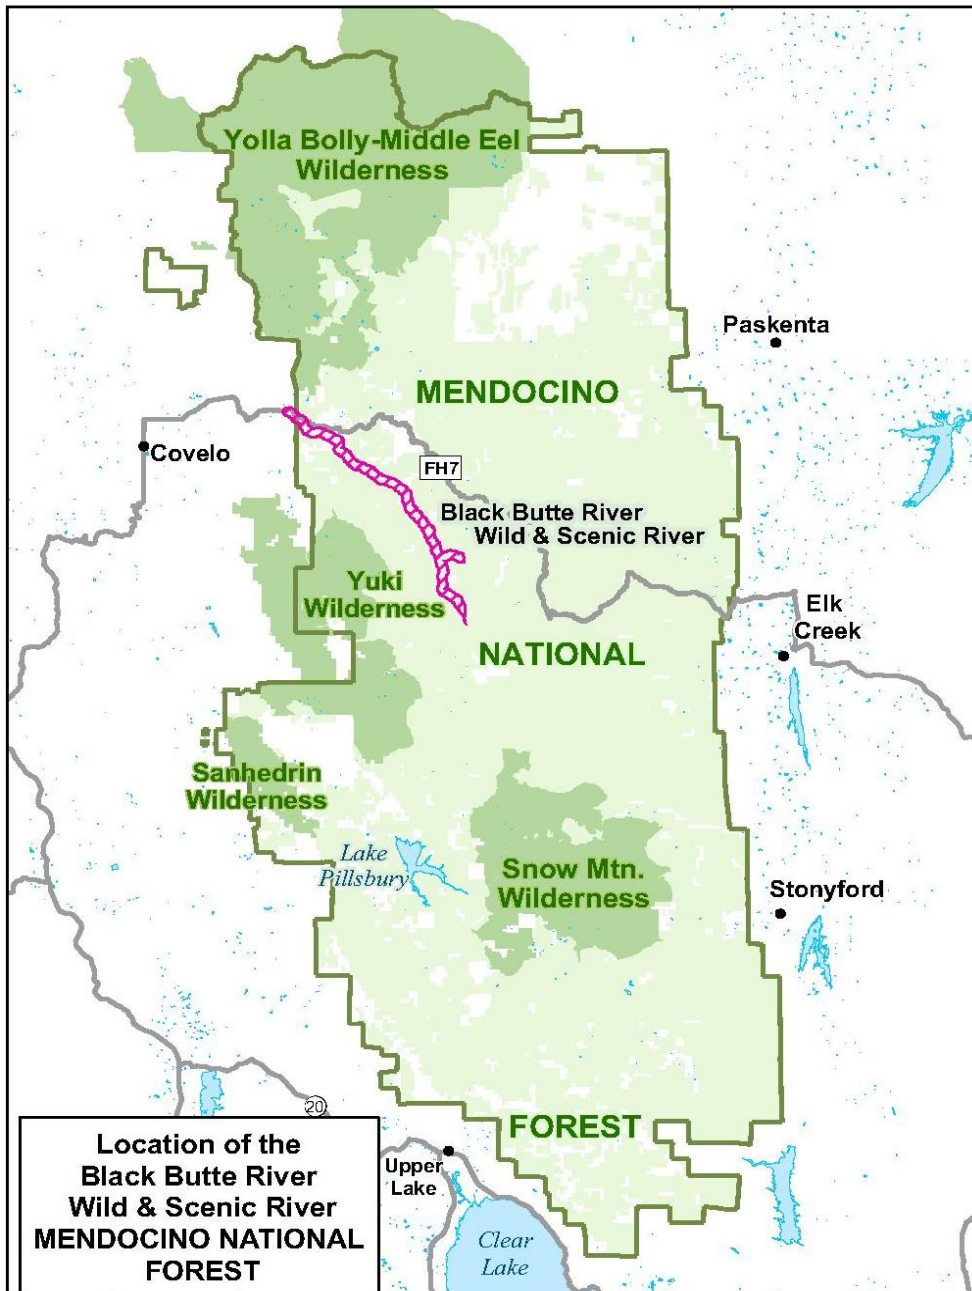 Yolla Bolly-Middle Eel
Wilderness
Paskenta
MENDOCINO
Covelo
FH7
Black Butte River
Wild & Scenic River
Yuki
Wilderness
Elk
Creek
NATIONAL
Sanhedrin
Wilderness
Lake
Pillsbury
Snow Mtn.
Wilderness
Stonyford
20
FOREST
Upper
Lake
Clear
Lake
Location of the
Black Butte River
Wild & Scenic River
MENDOCINO NATIONAL
FOREST